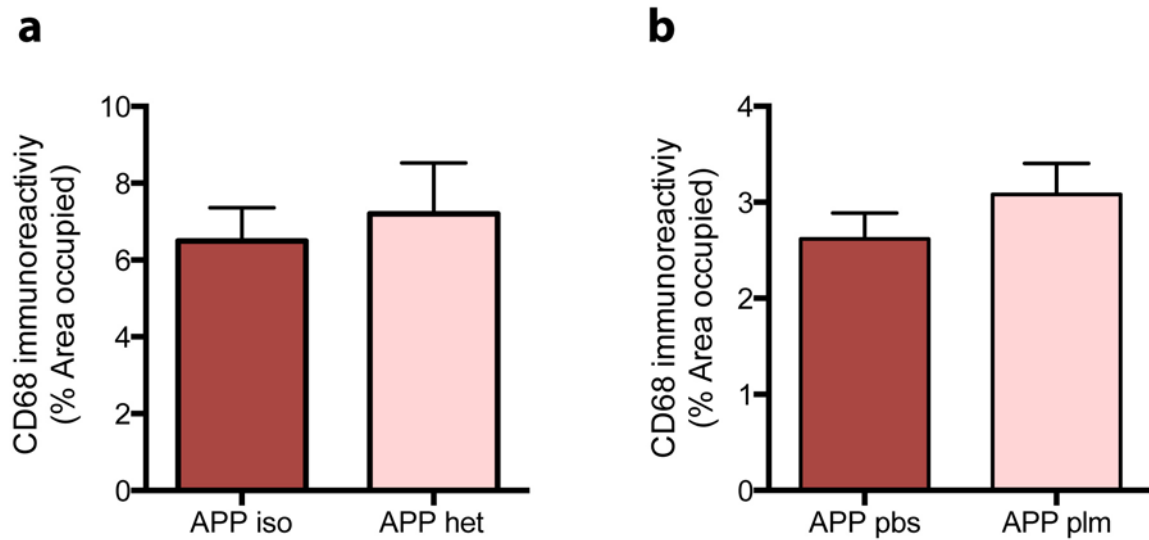 a
CD68 immunoreactiviy
(% Area occupied)
10
8
6
4
2
0
APP iso APP het
b
CD68 immunoreactiviy
(% Area occupied)
4
3
2
1
0
APP pbs APP plm